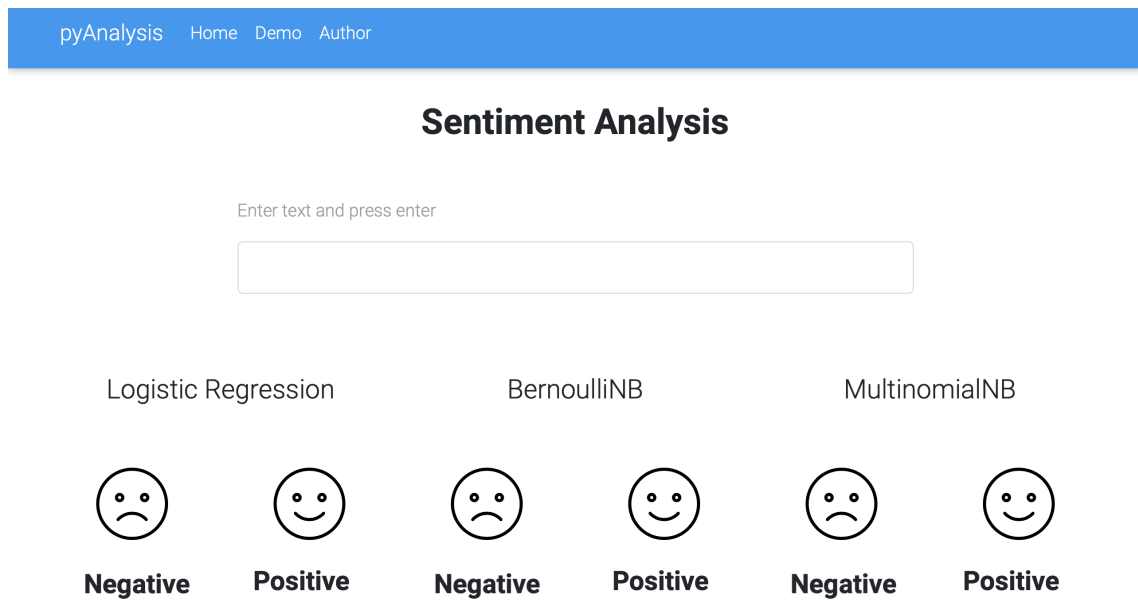 pyAnalysis Home Demo Author
Sentiment Analysis
Enter text and press enter
Logistic Regression BernoulliNB MultinomialNB
Negative Positive Negative Positive Negative Positive